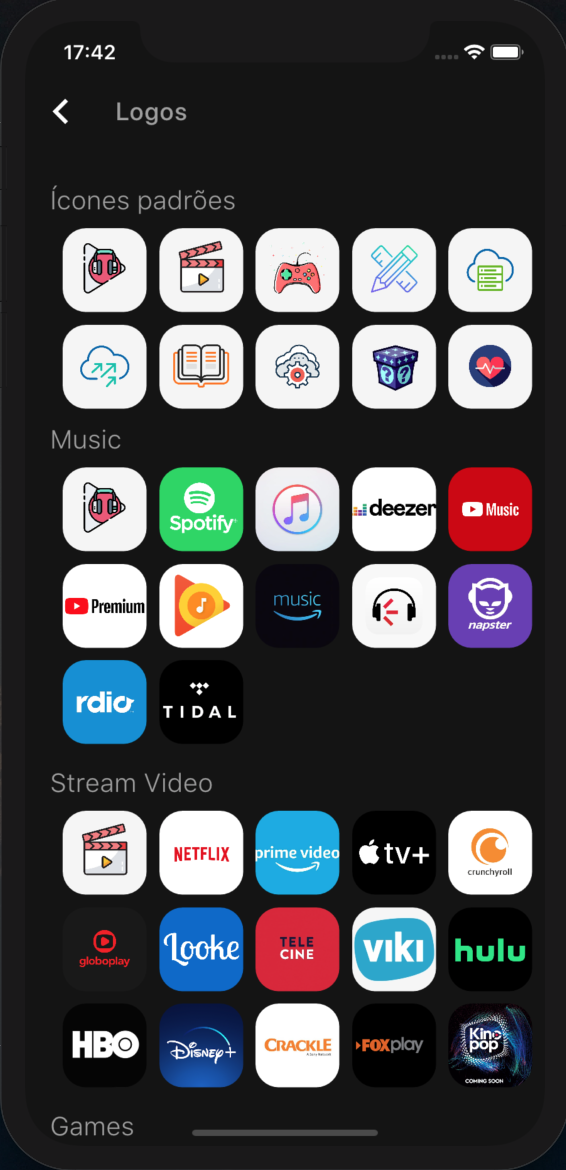 17:42
Logos
Ícones padrões
Music
Spotify
deezer
Music
Premium
music
napster
rdio
TIDAL
Stream Video
NETFLIX
prime video
tv+
crunchyroll
globoplay
Looke
TELE
CINE
VIKI
hulu
HBO
Disney+
CRACKLE
FOXplay
Kino
pop
COMING SOON
Games